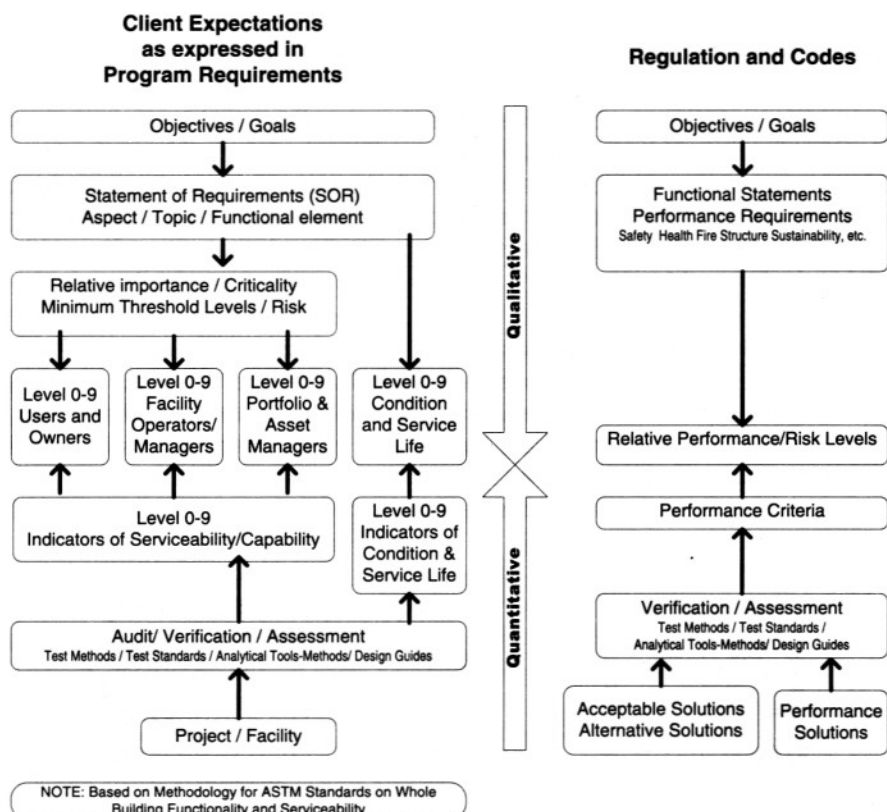 Client Expectations
as expressed in
Program Requirements
Objectives / Goals
Statement of Requirements (SOR)
Aspect / Topic / Functional element
Relative importance / Criticality
Minimum Threshold Levels / Risk
Level 0-9
Users and
Owners
Level 0-9
Facility
Operators/
Managers
Level 0-9
Portfolio &
Asset
Managers
Level 0-9
Condition
and Service
Life
Level 0-9
Indicators of Serviceability/Capability
Level 0-9
Indicators of
Condition &
Service Life
Audit/ Verification / Assessment
Test Methods / Test Standards / Analytical Tools-Methods/ Design Guides
Project / Facility
NOTE: Based on Methodology for ASTM Standards on Whole
Building Functionality and Serviceability
Qualitative
Quantitative
Regulation and Codes
Objectives / Goals
Functional Statements
Performance Requirements
Safety Health Fire Structure Sustainability, etc.
Relative Performance/Risk Levels
Performance Criteria
Verification / Assessment
Test Methods / Test Standards /
Analytical Tools-Methods/ Design Guides
Acceptable Solutions
Alternative Solutions
Performance
Solutions